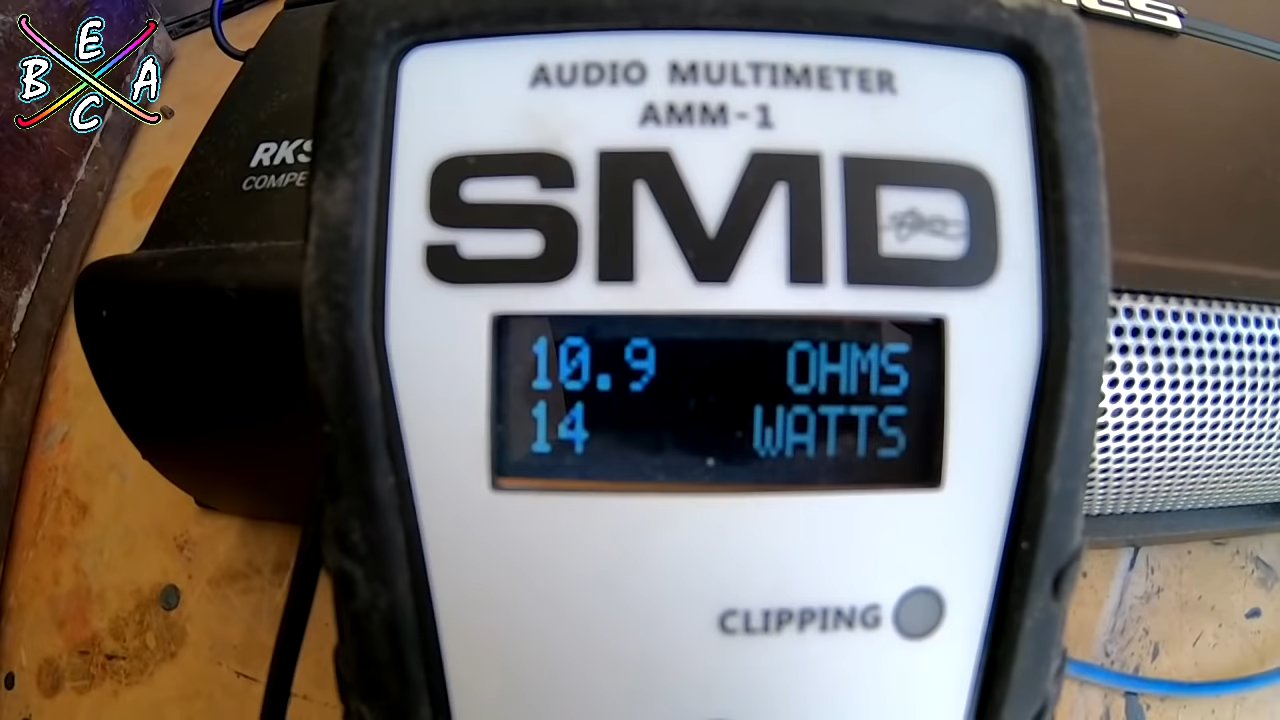 B E A C
RKS
COMPE
AUDIO MULTIMETER
AMM-1
SMD
10.9 OHMS
14 WATTS
CLIPPING